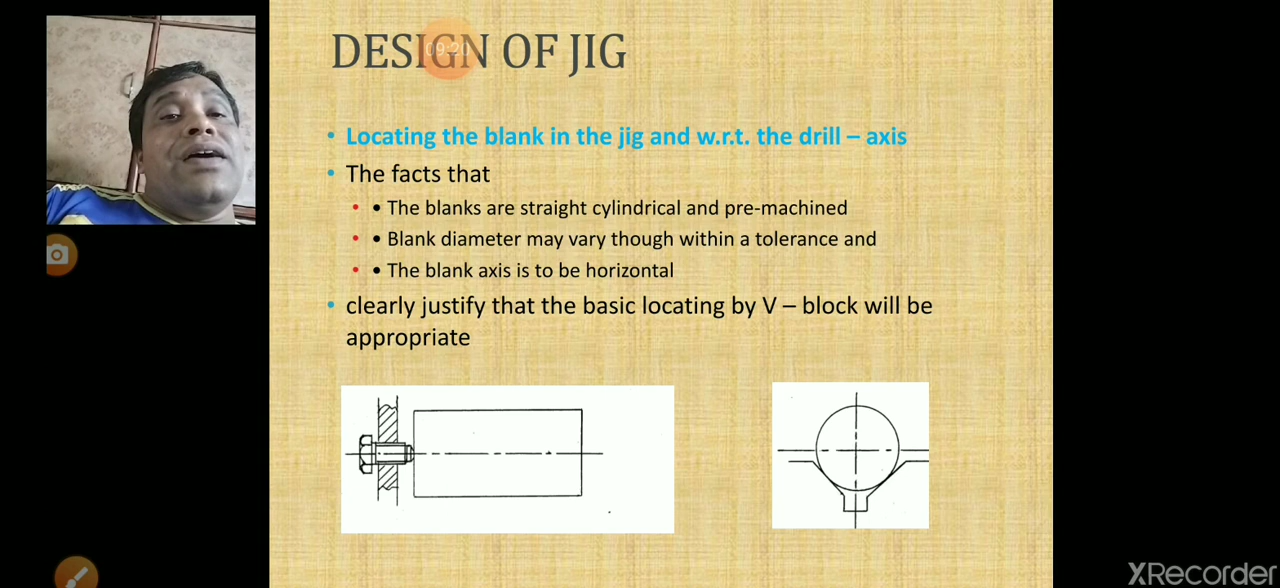 DESIGN OF JIG
09:20
• Locating the blank in the jig and w.r.t. the drill – axis
• The facts that
• • The blanks are straight cylindrical and pre-machined
• • Blank diameter may vary though within a tolerance and
• • The blank axis is to be horizontal
• clearly justify that the basic locating by V – block will be
appropriate
XRecorder